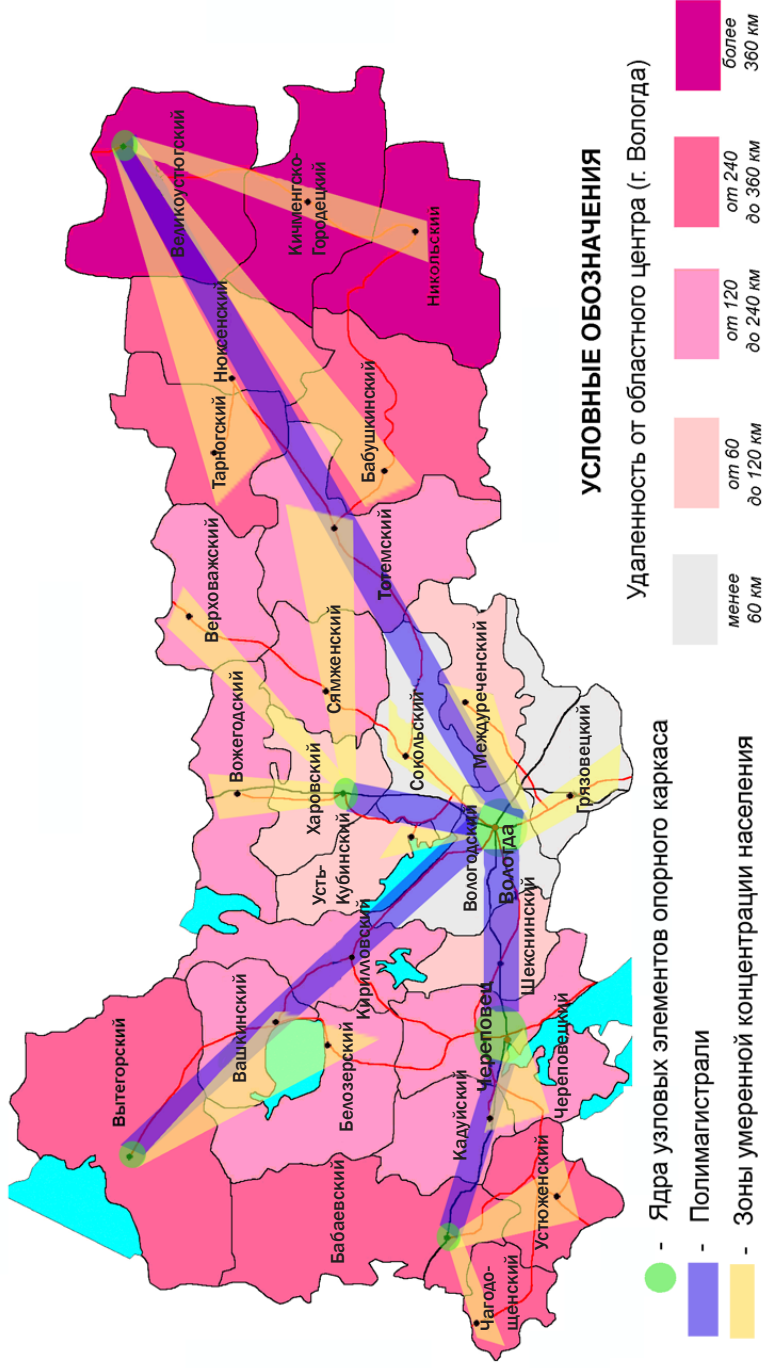 Великоустюгский
Кичменгско-
Городецкий
Никольский
Нюксенский
Тарногский
Бабушкинский
Тотемский
Верховажский
Сямженский
Вожегодский
Харовский
Сокольский
Междуреченский
Усть-
Кубинский
Вологодский
Вологда
Грязовецкий
Кирилловский
Шекснинский
Вытегорский
Вашкинский
Белозерский
Череповец
Череповецкий
Кадуйский
Бабаевский
Устюженский
Чагодо-
щенский
УСЛОВНЫЕ ОБОЗНАЧЕНИЯ
Удаленность от областного центра (г. Вологда)
менее
60 км
от 60
до 120 км
от 120
до 240 км
от 240
до 360 км
более
360 км
- Ядра узловых элементов опорного каркаса
- Полимагистрали
- Зоны умеренной концентрации населения